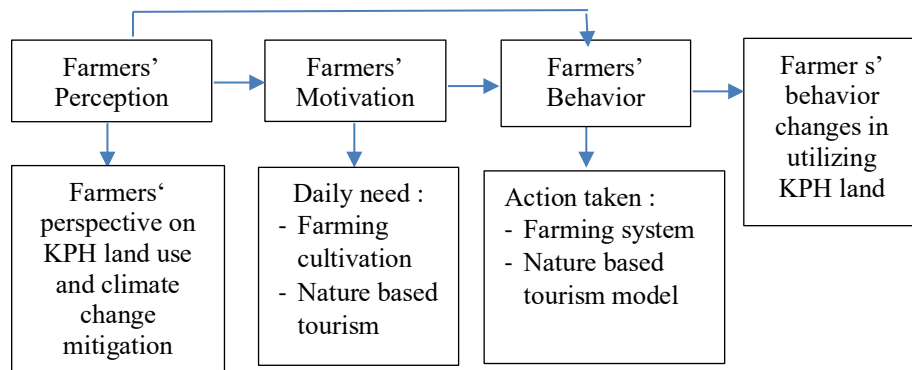 Farmers’
Perception
Farmers’
Motivation
Farmers’
Behavior
Farmer s’
behavior
changes in
utilizing
KPH land
Farmers‘
perspective on
KPH land use
and climate
change
mitigation
Daily need :
- Farming
cultivation
- Nature based
tourism
Action taken :
- Farming system
- Nature based
tourism model